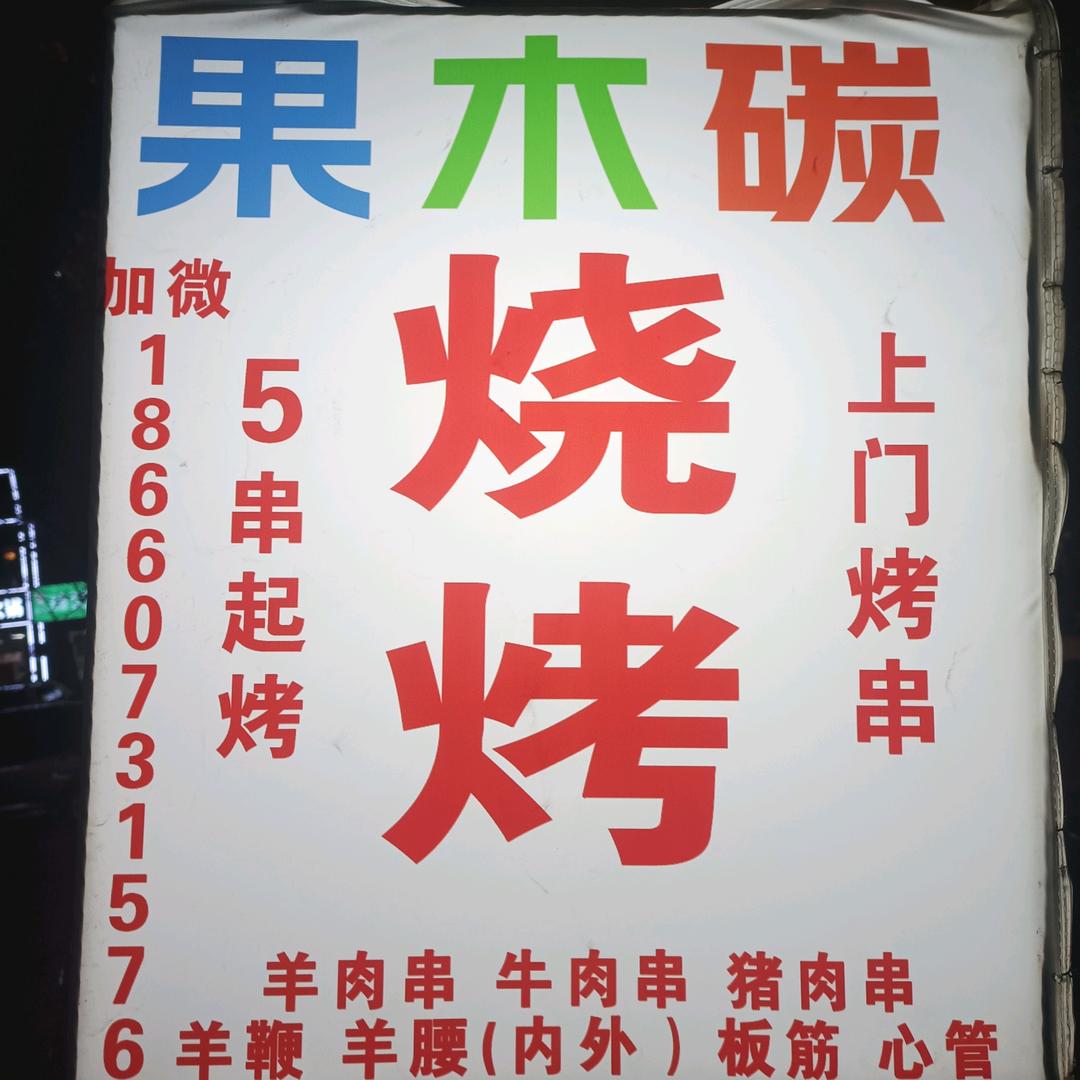 果木碳
烧烤
加微
18660731576
5串起烤
上门烤串
羊肉串 牛肉串 猪肉串
羊鞭 羊腰(内外) 板筋 心管